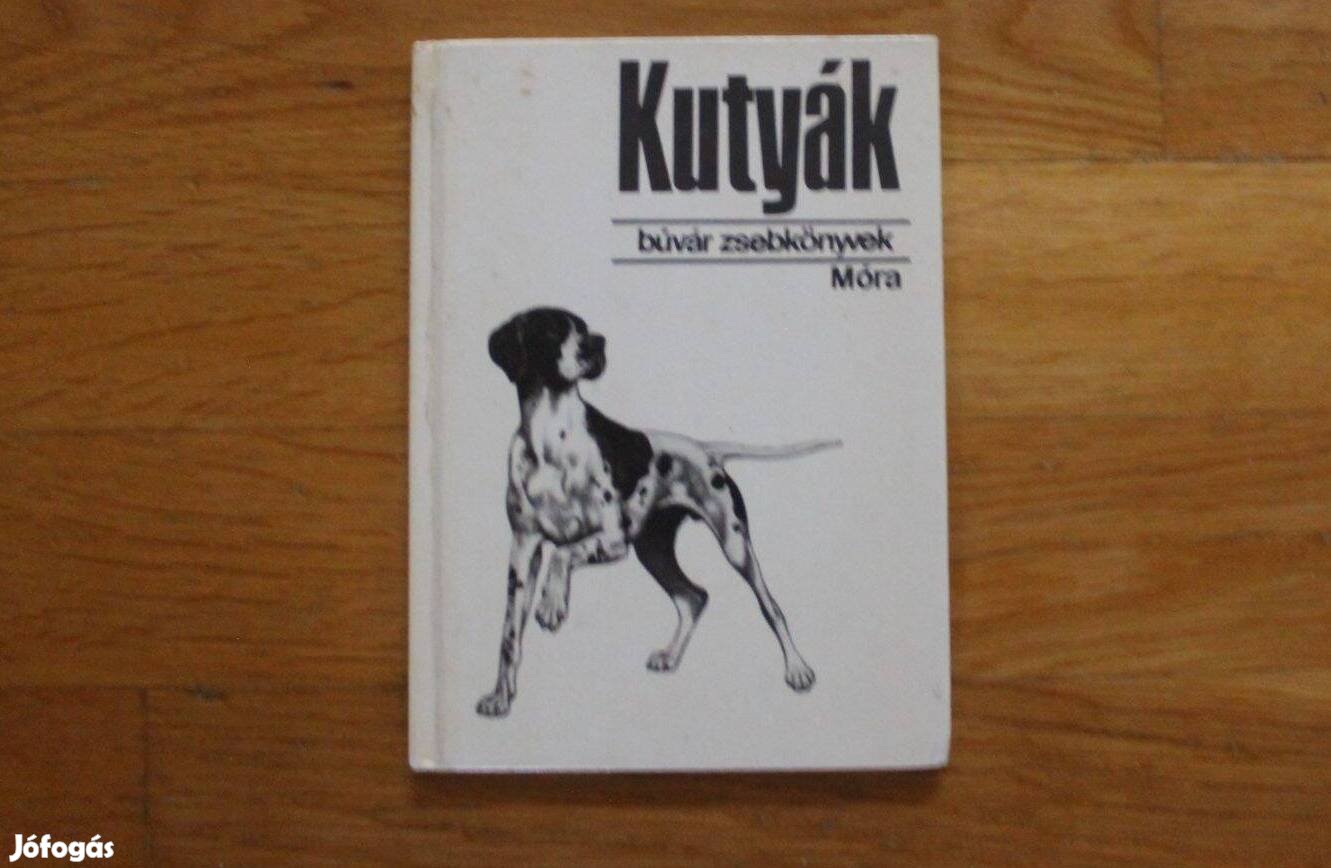 Kutyák
búvár zsebkönyvek
Móra
Jófogás